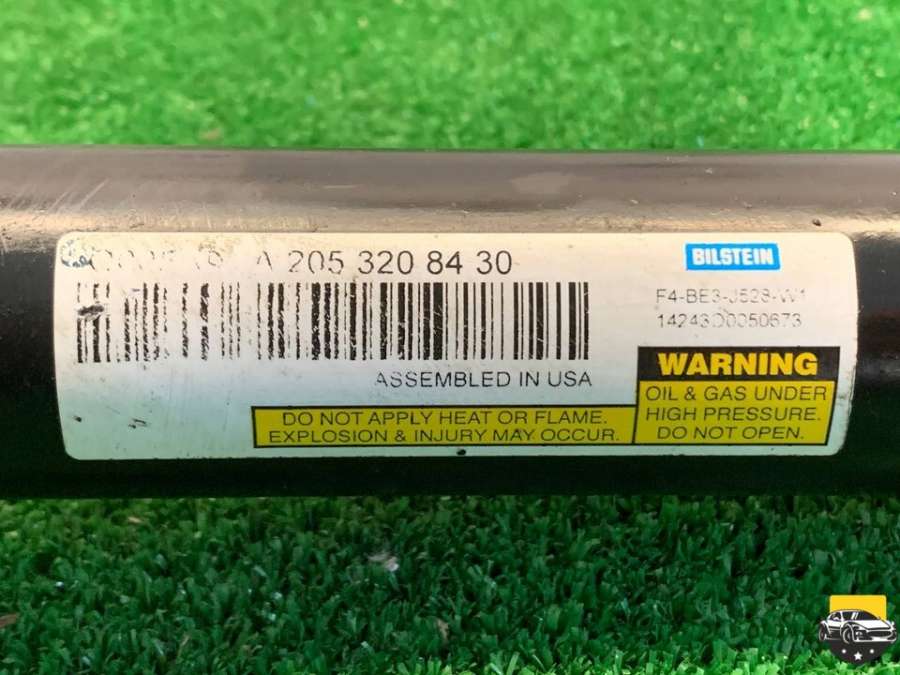 A 205 320 84 30
BILSTEIN
F4-BE3-J528-W1
14243D0050673
ASSEMBLED IN USA
WARNING
OIL & GAS UNDER
HIGH PRESSURE.
DO NOT OPEN.
DO NOT APPLY HEAT OR FLAME.
EXPLOSION & INJURY MAY OCCUR.